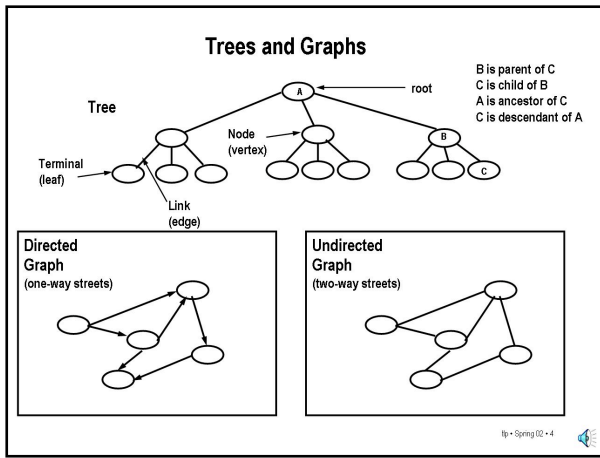 Trees and Graphs
B is parent of C
C is child of B
A is ancestor of C
C is descendant of A
A
root
Tree
Node
(vertex)
B
Terminal
(leaf)
C
Link
(edge)
Directed
Graph
(one-way streets)
Undirected
Graph
(two-way streets)
• Spring 02 • 4